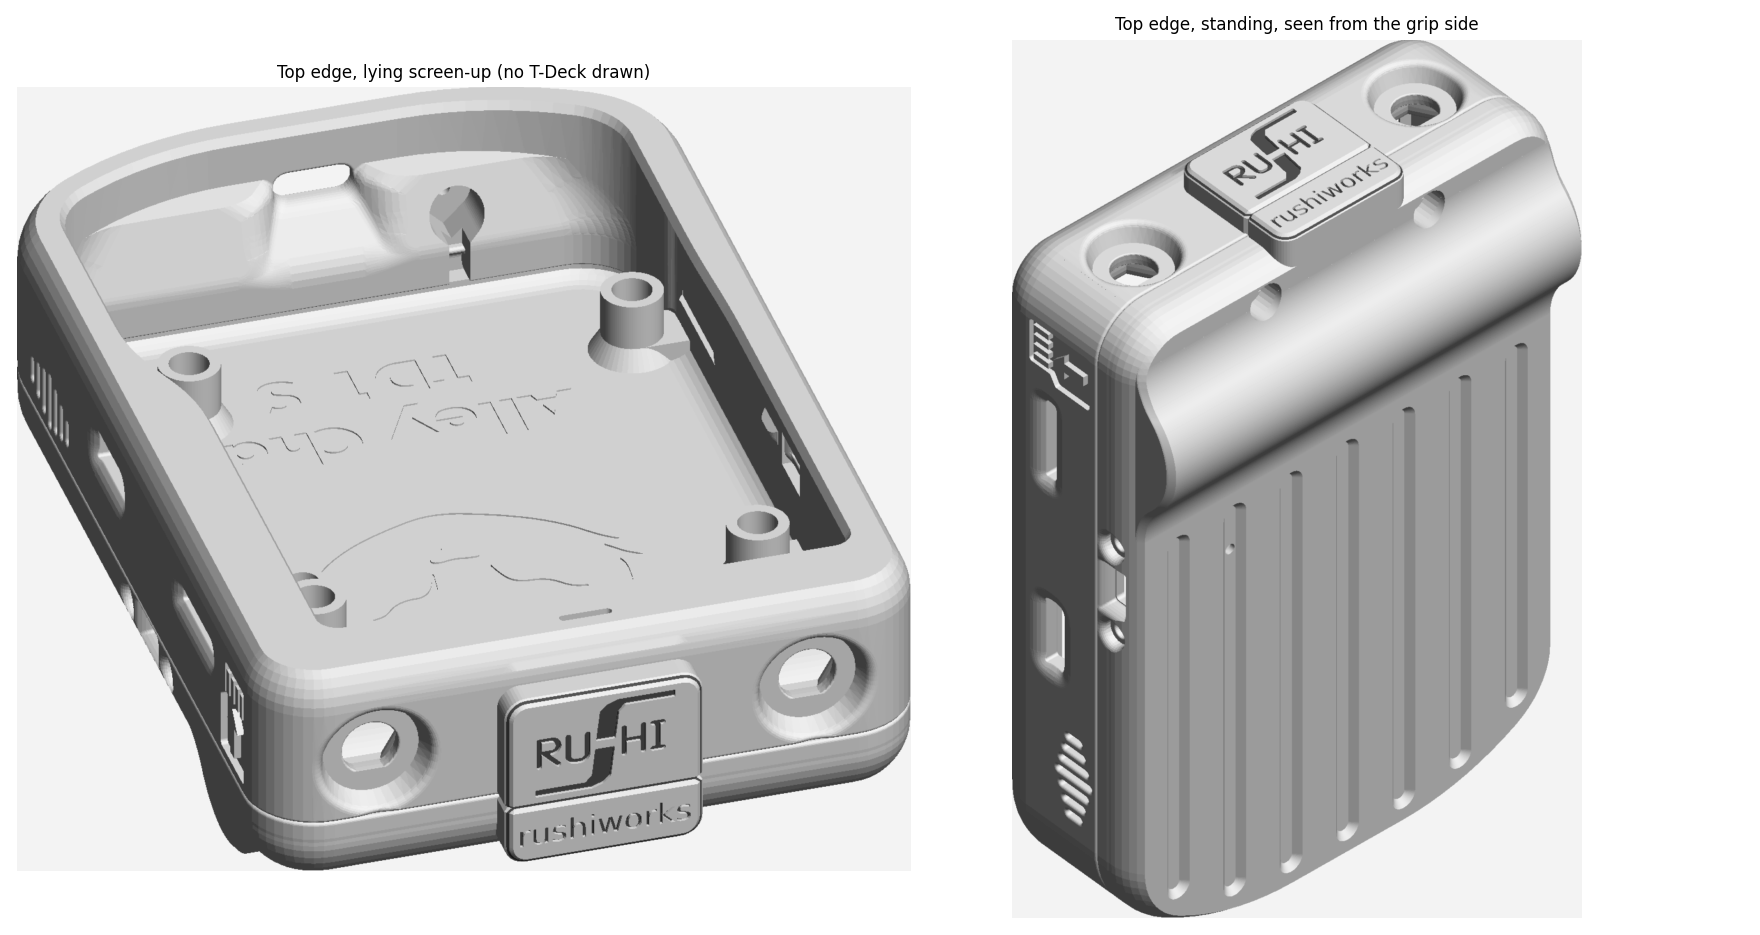 Top edge, lying screen-up (no T-Deck drawn)
RUSHI
rushiworks
Alley
Top edge, standing, seen from the grip side
RUSHI
rushiworks